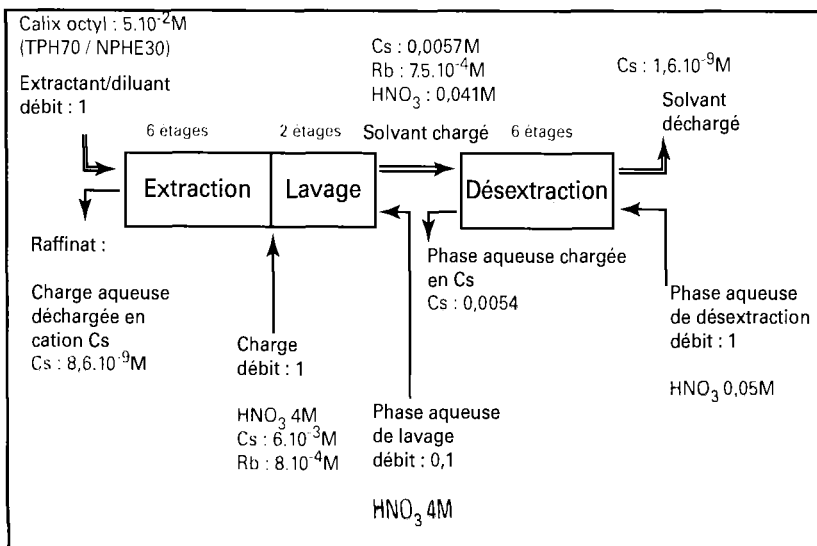 Calix octyl : 5.10⁻²M
(TPH70 / NPHE30)
Extractant/diluant
débit : 1
Cs : 0,0057M
Rb : 7.5.10⁻⁴M
HNO₃ : 0,041M
Cs : 1,6.10⁻⁹M
Solvant
déchargé
6 étages
2 étages
Solvant chargé
6 étages
Extraction
Lavage
Désextraction
Raffinat :
Charge aqueuse
déchargée en
cation Cs
Cs : 8,6.10⁻⁹M
Charge
débit : 1
HNO₃ 4M
Cs : 6.10⁻³M
Rb : 8.10⁻⁴M
Phase aqueuse
de lavage
débit : 0,1
HNO₃ 4M
Phase aqueuse chargée
en Cs
Cs : 0,0054
Phase aqueuse
de désextraction
débit : 1
HNO₃ 0,05M